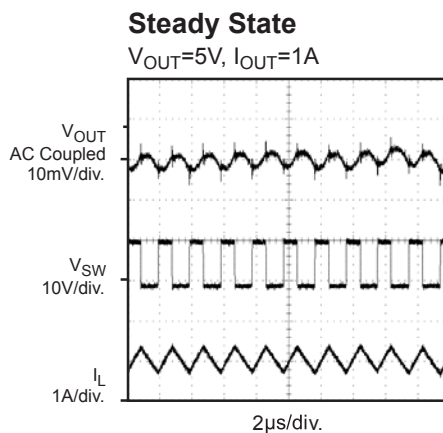 Steady State
VOUT=5V, IOUT=1A
VOUT
AC Coupled
10mV/div.
VSW
10V/div.
IL
1A/div.
2µs/div.